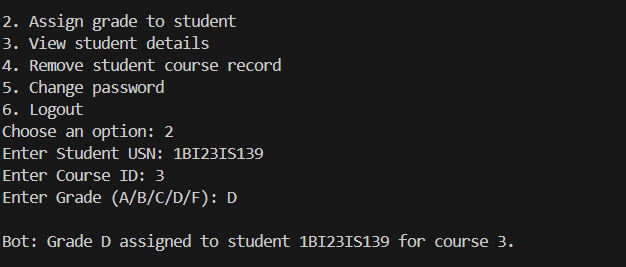 2. Assign grade to student
3. View student details
4. Remove student course record
5. Change password
6. Logout
Choose an option: 2
Enter Student USN: 1BI23IS139
Enter Course ID: 3
Enter Grade (A/B/C/D/F): D
Bot: Grade D assigned to student 1BI23IS139 for course 3.